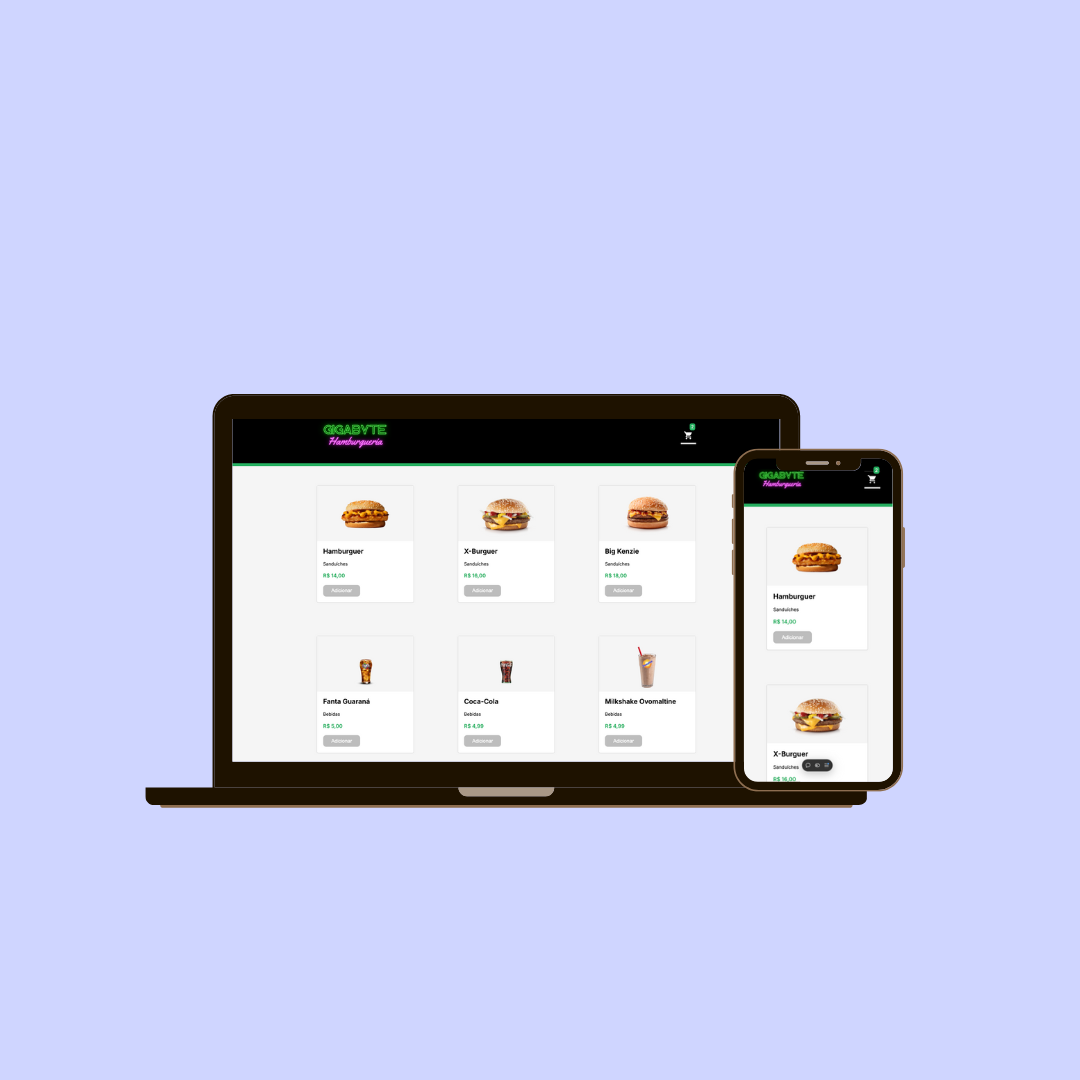 GIGABYTE
Hamburgueria
Hamburguer
Sanduíches
R$ 14,00
Adicionar
X-Burguer
Sanduíches
R$ 16,00
Adicionar
Big Kenzie
Sanduíches
R$ 18,00
Adicionar
Fanta Guaraná
Bebidas
R$ 5,00
Adicionar
Coca-Cola
Bebidas
R$ 4,99
Adicionar
Milkshake Ovomaltine
Bebidas
R$ 4,99
Adicionar
GIGABYTE
Hamburgueria
Hamburguer
Sanduíches
R$ 14,00
Adicionar
X-Burguer
Sanduíches
R$ 16,00